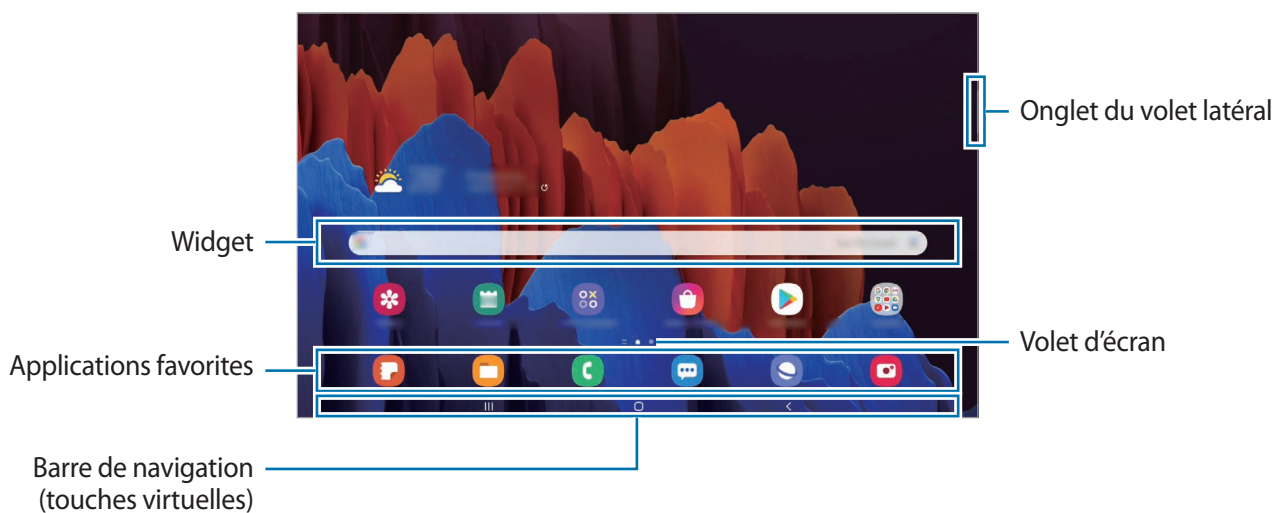 Onglet du volet latéral
Widget
Volet d'écran
Applications favorites
Barre de navigation
(touches virtuelles)